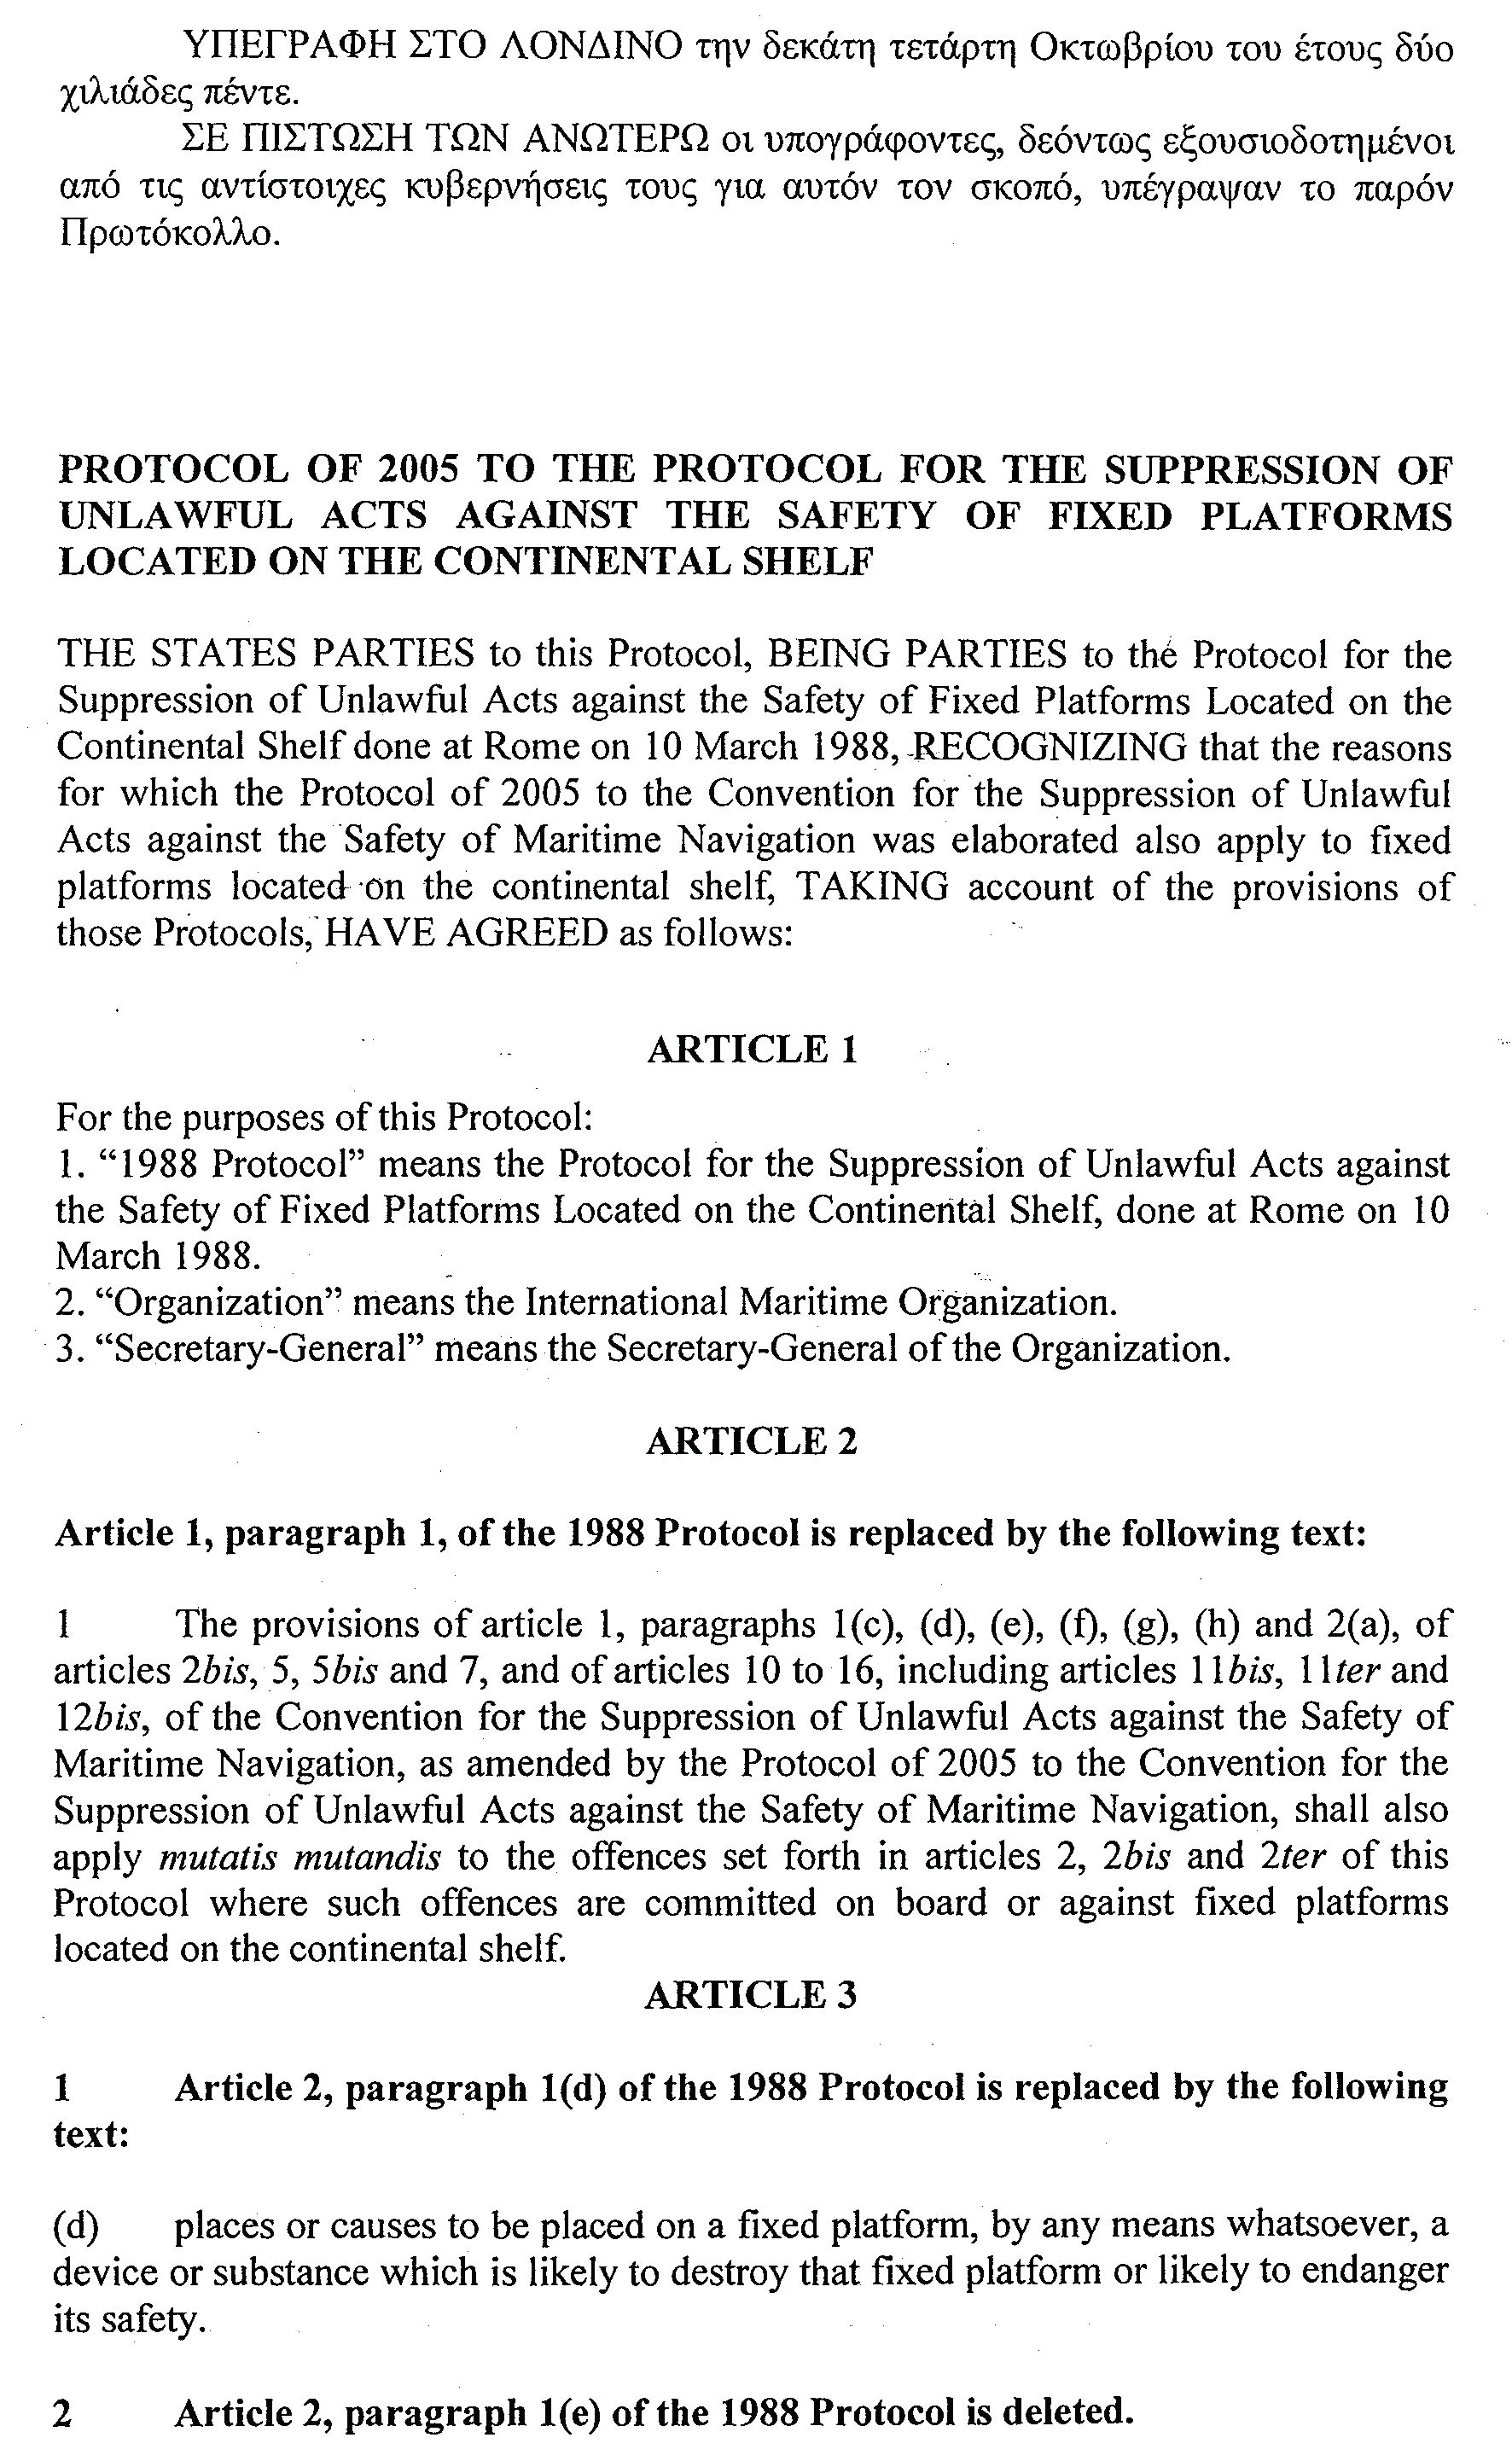 ΥΠΕΓΡΑΦΗ ΣΤΟ ΛΟΝΔΙΝΟ την δεκάτη τετάρτη Οκτωβρίου του έτους δύο
χιλιάδες πέντε.
ΣΕ ΠΙΣΤΩΣΗ ΤΩΝ ΑΝΩΤΕΡΩ οι υπογράφοντες, δεόντως εξουσιοδοτημένοι
από τις αντίστοιχες κυβερνήσεις τους για αυτόν τον σκοπό, υπέγραψαν το παρόν
Πρωτόκολλο.
PROTOCOL OF 2005 TO THE PROTOCOL FOR THE SUPPRESSION OF
UNLAWFUL ACTS AGAINST THE SAFETY OF FIXED PLATFORMS
LOCATED ON THE CONTINENTAL SHELF
THE STATES PARTIES to this Protocol, BEING PARTIES to the Protocol for the
Suppression of Unlawful Acts against the Safety of Fixed Platforms Located on the
Continental Shelf done at Rome on 10 March 1988, RECOGNIZING that the reasons
for which the Protocol of 2005 to the Convention for the Suppression of Unlawful
Acts against the Safety of Maritime Navigation was elaborated also apply to fixed
platforms located on the continental shelf, TAKING account of the provisions of
those Protocols, HAVE AGREED as follows:
ARTICLE 1
For the purposes of this Protocol:
1. “1988 Protocol” means the Protocol for the Suppression of Unlawful Acts against
the Safety of Fixed Platforms Located on the Continental Shelf, done at Rome on 10
March 1988.
2. “Organization” means the International Maritime Organization.
3. “Secretary-General” means the Secretary-General of the Organization.
ARTICLE 2
Article 1, paragraph 1, of the 1988 Protocol is replaced by the following text:
1 The provisions of article 1, paragraphs 1(c), (d), (e), (f), (g), (h) and 2(a), of
articles 2bis, 5, 5bis and 7, and of articles 10 to 16, including articles 11bis, 11ter and
12bis, of the Convention for the Suppression of Unlawful Acts against the Safety of
Maritime Navigation, as amended by the Protocol of 2005 to the Convention for the
Suppression of Unlawful Acts against the Safety of Maritime Navigation, shall also
apply mutatis mutandis to the offences set forth in articles 2, 2bis and 2ter of this
Protocol where such offences are committed on board or against fixed platforms
located on the continental shelf.
ARTICLE 3
1 Article 2, paragraph 1(d) of the 1988 Protocol is replaced by the following
text:
(d) places or causes to be placed on a fixed platform, by any means whatsoever, a
device or substance which is likely to destroy that fixed platform or likely to endanger
its safety.
2 Article 2, paragraph 1(e) of the 1988 Protocol is deleted.